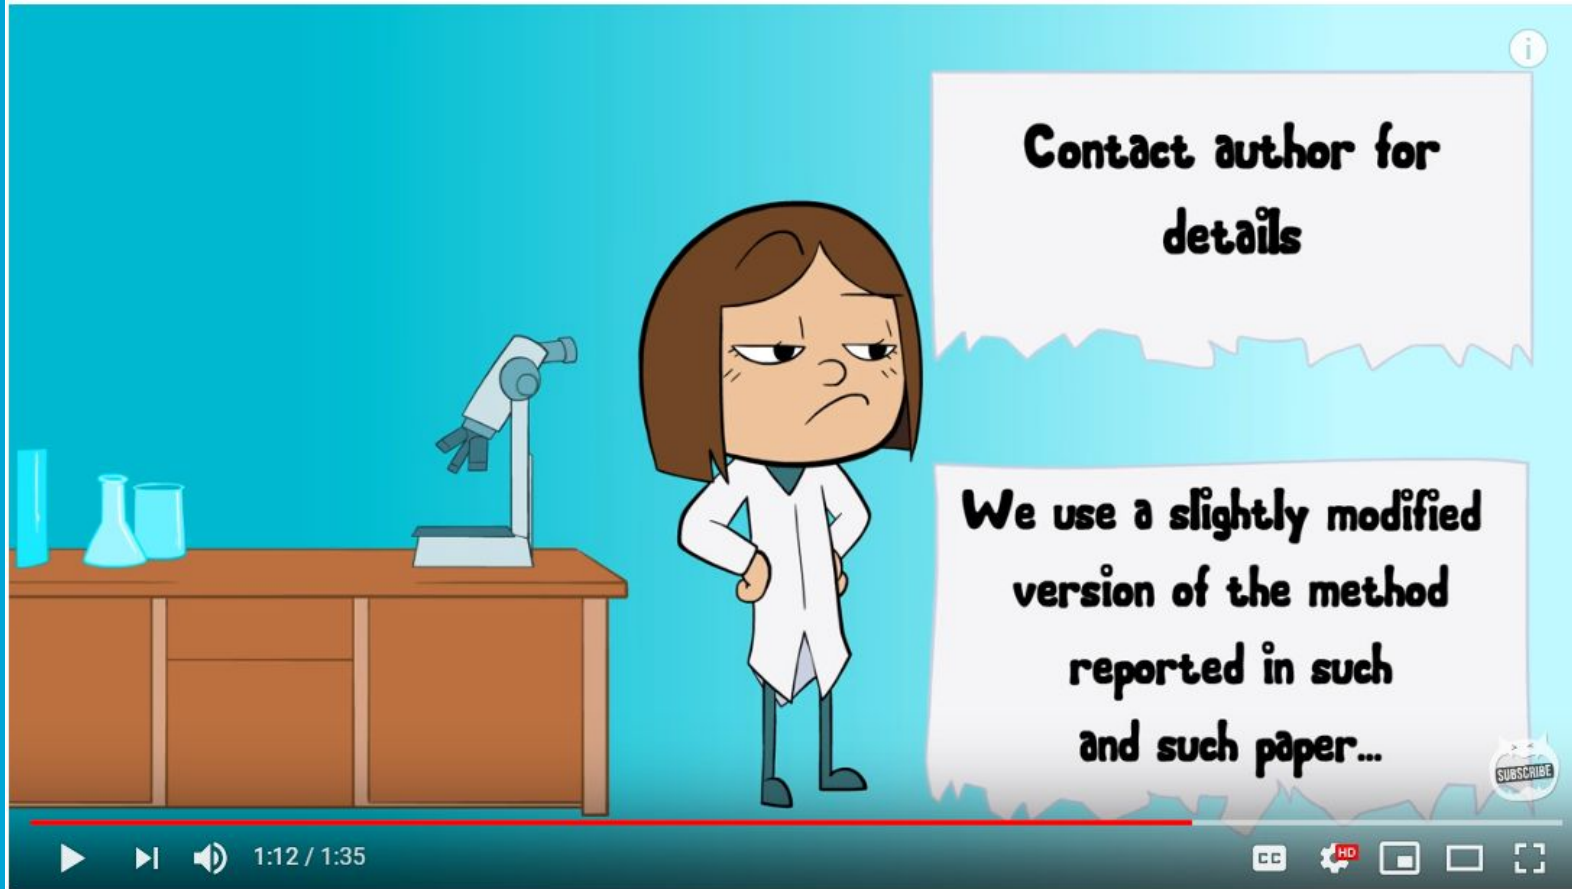 i
Contact author for
details
We use a slightly modified
version of the method
reported in such
and such paper...
SUBSCRIBE
1:12 / 1:35
CC
HD